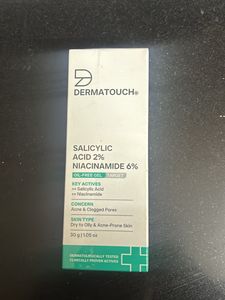 DERMATOUCH®
SALICYLIC
ACID 2%
NIACINAMIDE 6%
OIL-FREE GEL TARGET
KEY ACTIVES
>> Salicylic Acid
>> Niacinamide
CONCERN
Acne & Clogged Pores
SKIN TYPE
Dry to Oily & Acne-Prone Skin
30 g | 1.05 oz
DERMATOLOGICALLY TESTED
CLINICALLY PROVEN ACTIVES